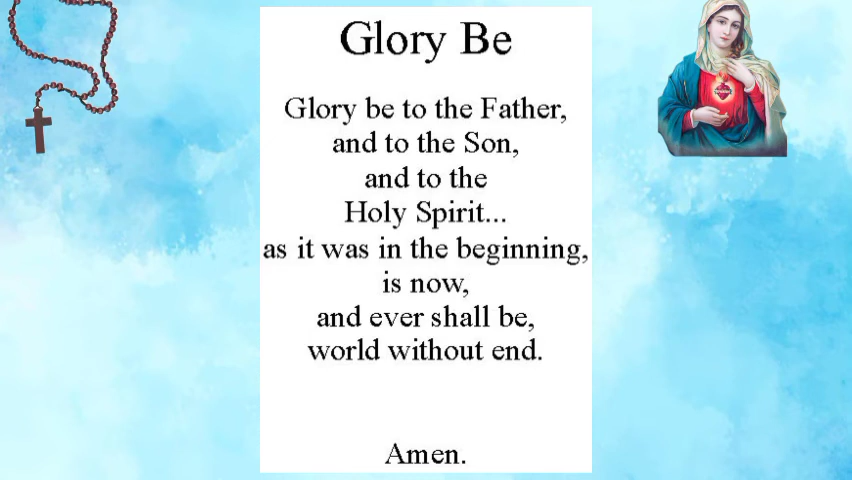 Glory Be
Glory be to the Father,
and to the Son,
and to the
Holy Spirit...
as it was in the beginning,
is now,
and ever shall be,
world without end.
Amen.